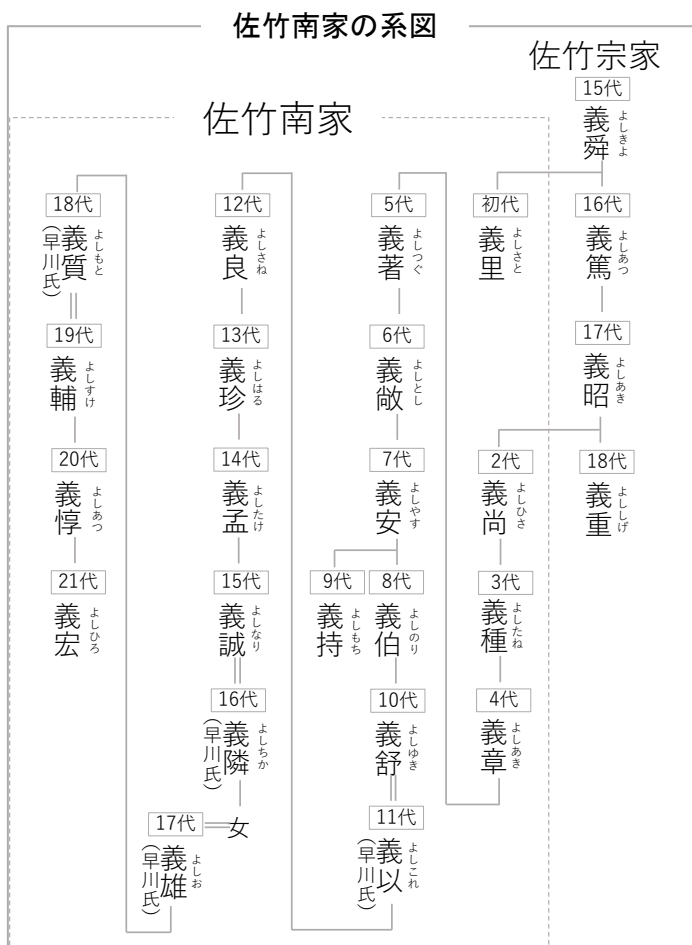 佐竹南家の系図
佐竹宗家
15代
義舜
よしきよ
16代
義篤
よしあつ
17代
義昭
よしあき
18代
義重
よししげ
佐竹南家
初代
義里
よしさと
2代
義尚
よしひさ
3代
義種
よしたね
4代
義章
よしあき
5代
義著
よしつぐ
6代
義敞
よしとし
7代
義安
よしやす
8代
義伯
よしのり
9代
義持
よしもち
10代
義舒
よしゆき
11代
義以
よしこれ
(早川氏)
12代
義良
よしさね
13代
義珍
よしはる
14代
義孟
よしたけ
15代
義誠
よしなり
16代
義隣
よしちか
(早川氏)
女
17代
義雄
よしお
(早川氏)
18代
義質
よしもと
(早川氏)
19代
義輔
よしすけ
20代
義惇
よしあつ
21代
義宏
よしひろ